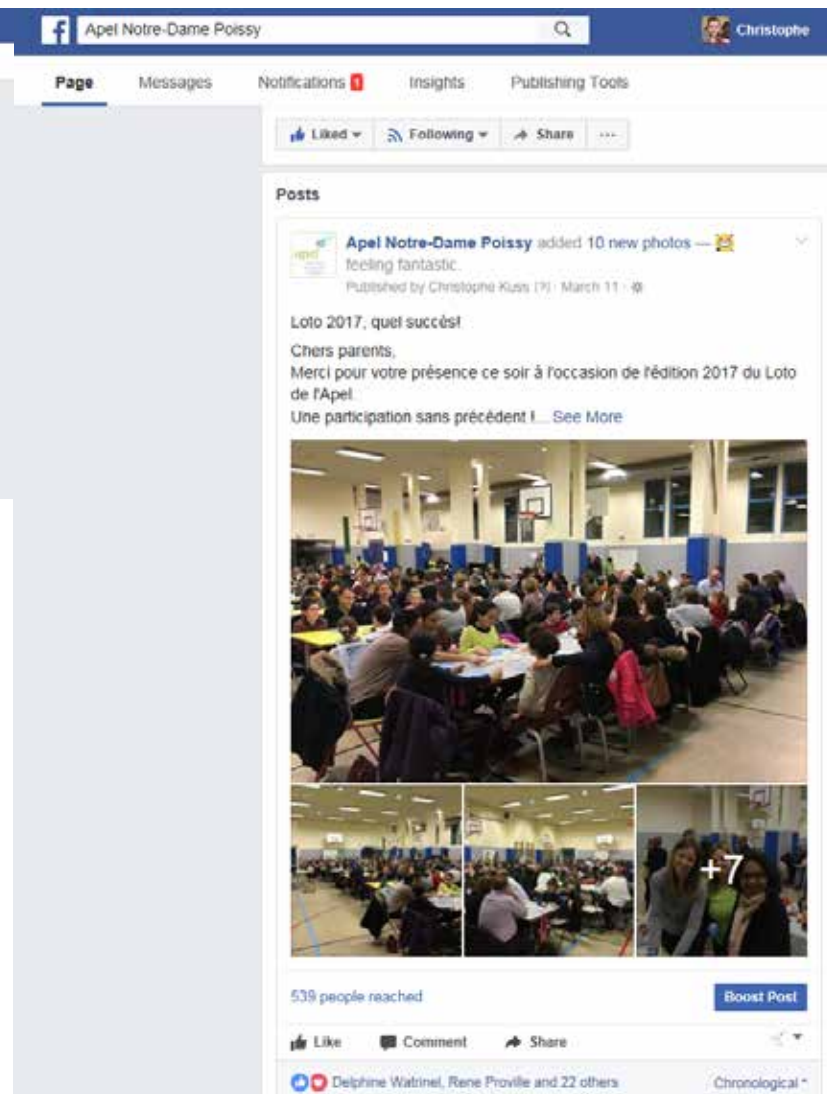 f Apel Notre-Dame Poissy Christophe
Page Messages Notifications 1 Insights Publishing Tools
Liked Following Share ...
Posts
apel
Apel Notre-Dame Poissy added 10 new photos —
feeling fantastic.
Published by Christophe Kuss [?] · March 11 ·
Loto 2017, quel succès!
Chers parents,
Merci pour votre présence ce soir à l'occasion de l'édition 2017 du Loto
de l'Apel.
Une participation sans précédent !... See More
+7
539 people reached Boost Post
Like Comment Share
Delphine Watrinel, Rene Proville and 22 others Chronological